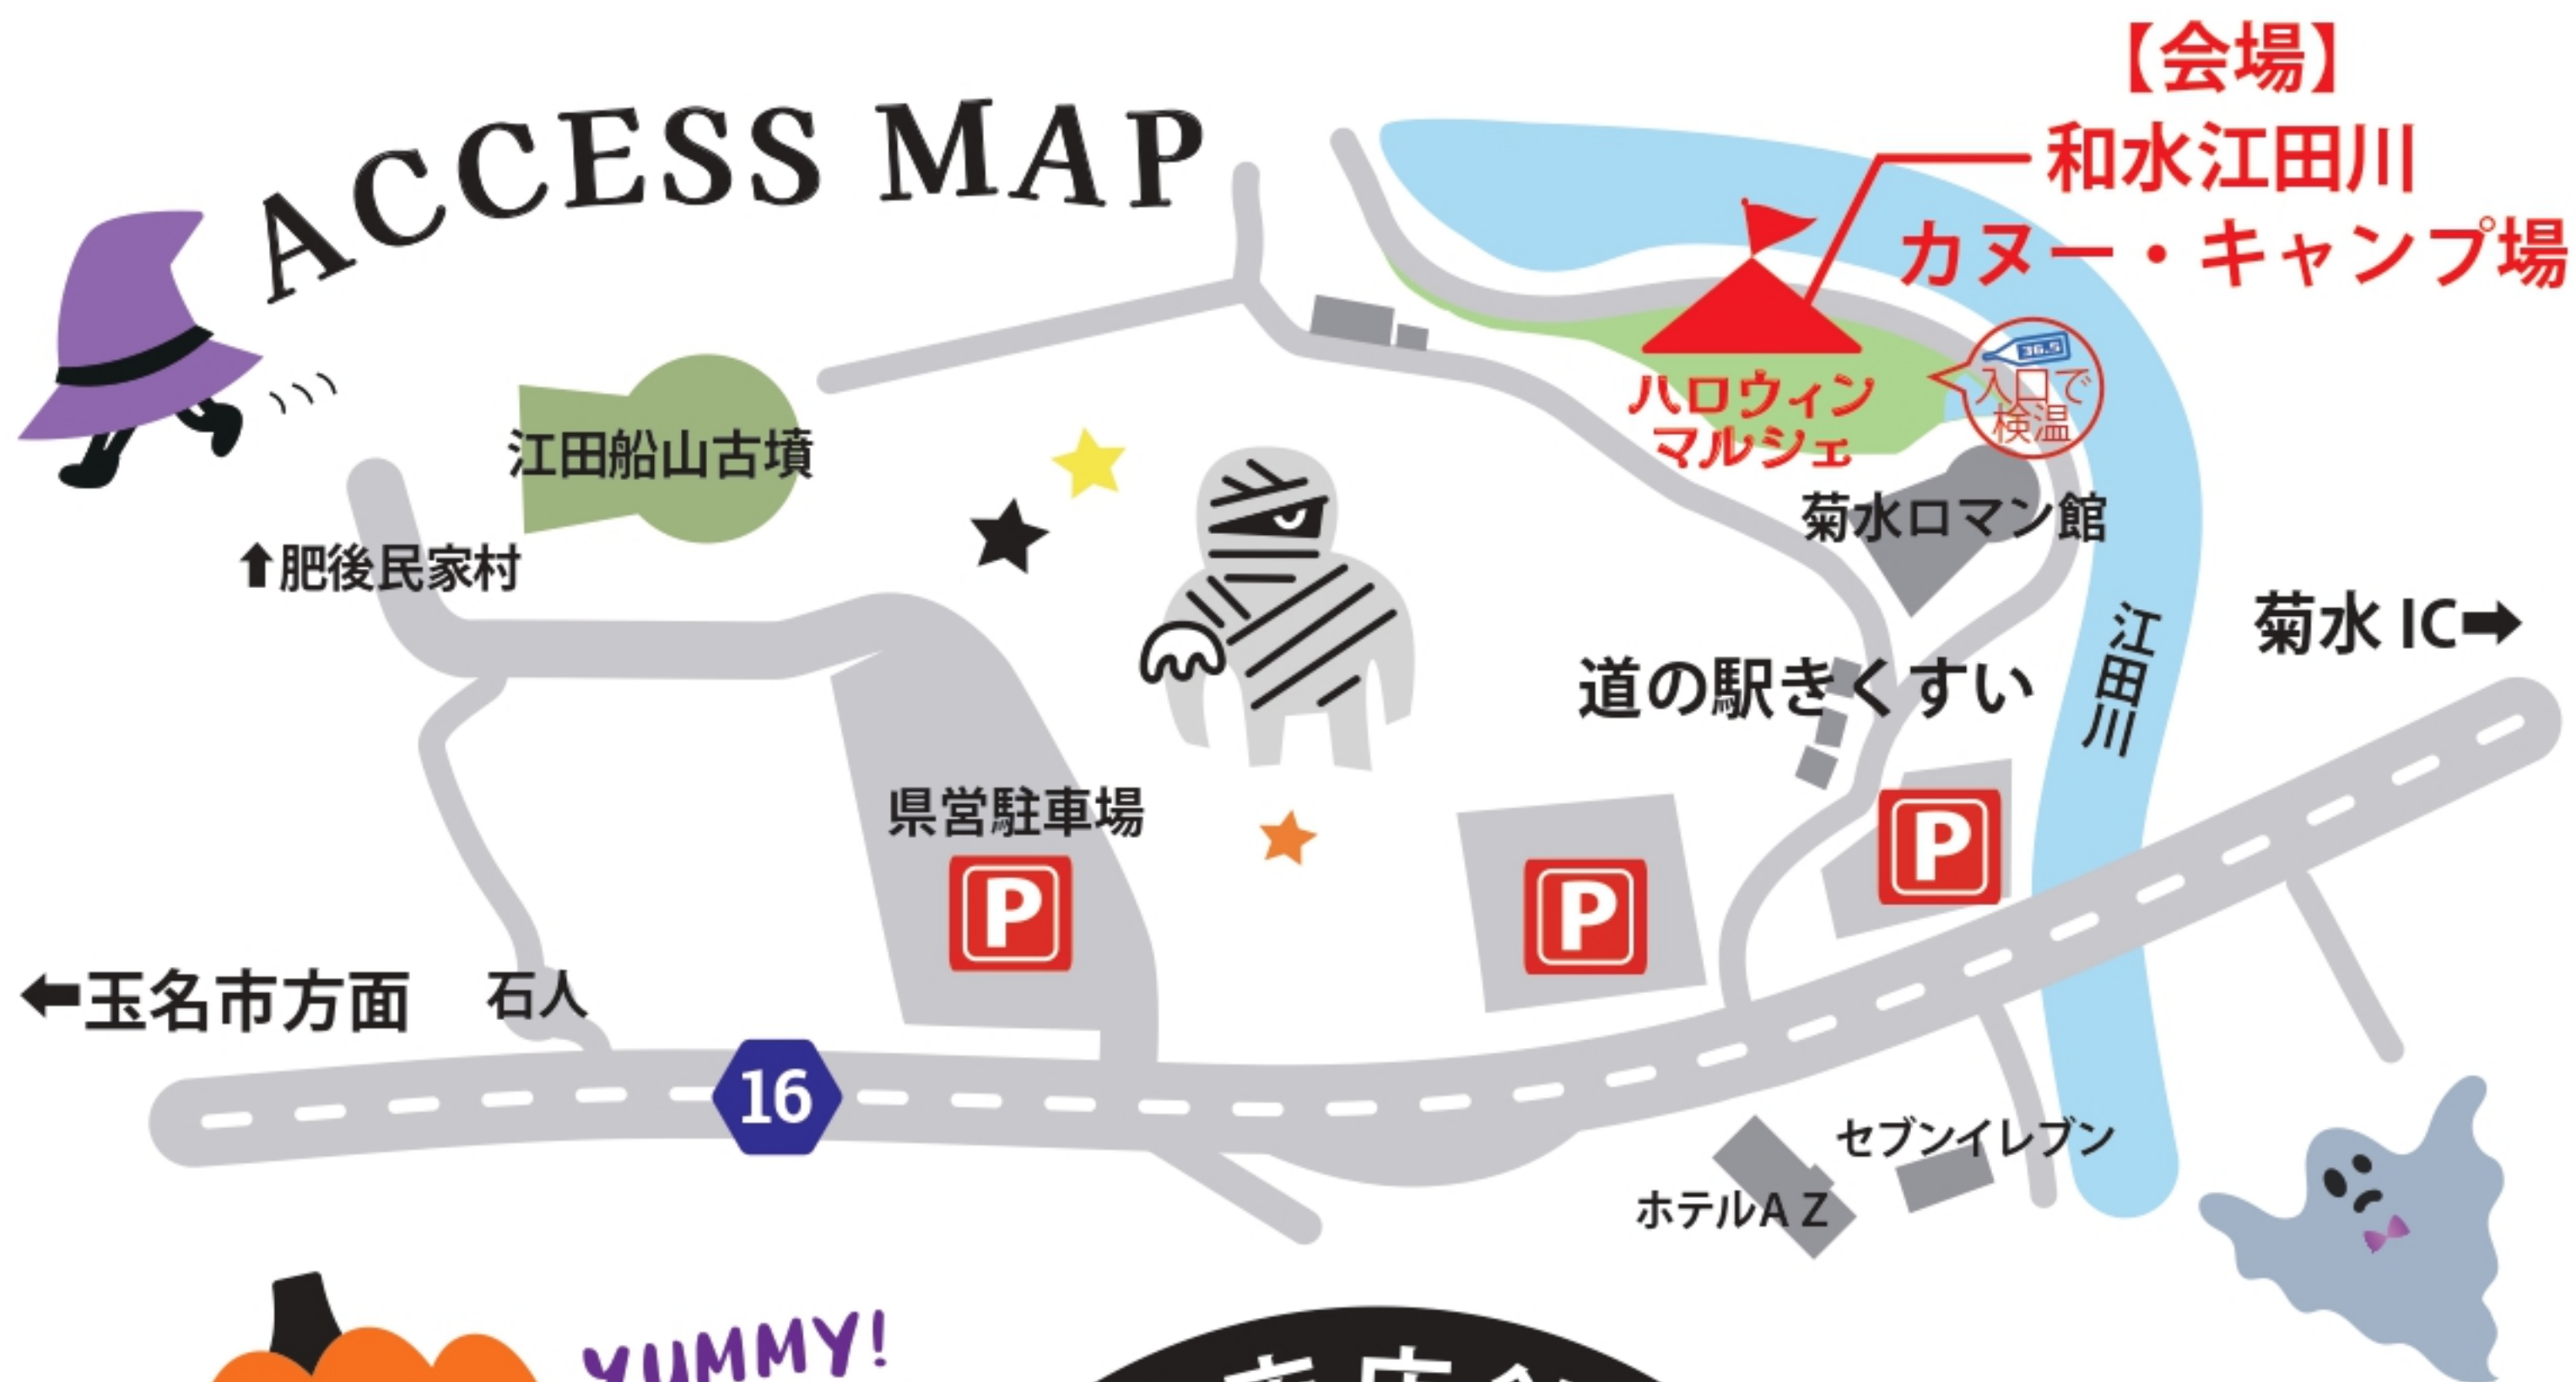 ACCESS MAP
【会場】
和水江田川
カヌー・キャンプ場
36.5
入口で
検温
ハロウィン
マルシェ
江田船山古墳
菊水ロマン館
⬆肥後民家村
江田川
菊水 IC➡
道の駅きくすい
県営駐車場
P
P
P
⬅玉名市方面
石人
16
セブンイレブン
ホテルAZ
YUMMY!